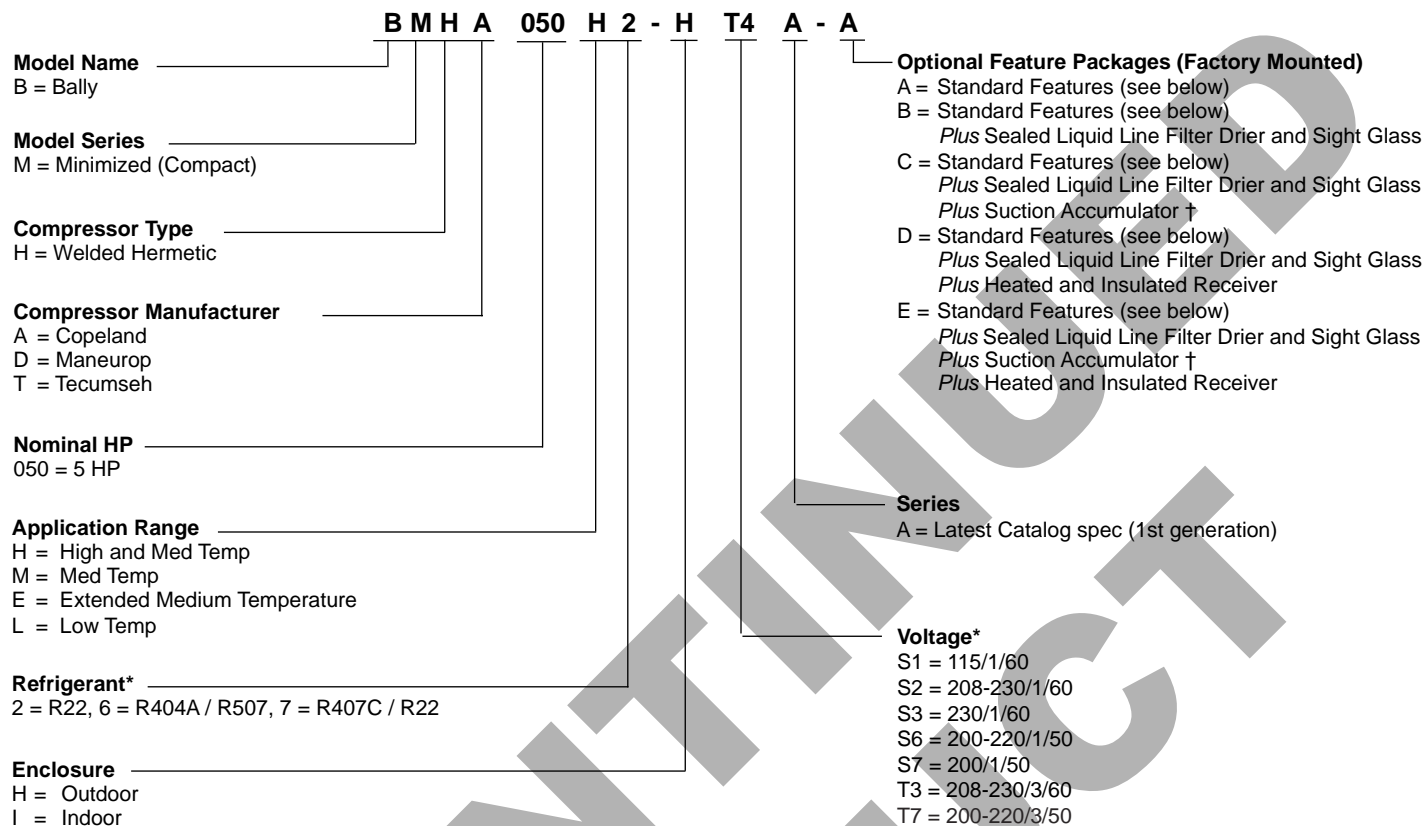 B M H A 050 H 2 - H T4 A - A
Model Name
B = Bally
Model Series
M = Minimized (Compact)
Compressor Type
H = Welded Hermetic
Compressor Manufacturer
A = Copeland
D = Maneurop
T = Tecumseh
Nominal HP
050 = 5 HP
Application Range
H = High and Med Temp
M = Med Temp
E = Extended Medium Temperature
L = Low Temp
Refrigerant*
2 = R22, 6 = R404A / R507, 7 = R407C / R22
Enclosure
H = Outdoor
I = Indoor
Optional Feature Packages (Factory Mounted)
A = Standard Features (see below)
B = Standard Features (see below)
Plus Sealed Liquid Line Filter Drier and Sight Glass
C = Standard Features (see below)
Plus Sealed Liquid Line Filter Drier and Sight Glass
Plus Suction Accumulator †
D = Standard Features (see below)
Plus Sealed Liquid Line Filter Drier and Sight Glass
Plus Heated and Insulated Receiver
E = Standard Features (see below)
Plus Sealed Liquid Line Filter Drier and Sight Glass
Plus Suction Accumulator †
Plus Heated and Insulated Receiver
Series
A = Latest Catalog spec (1st generation)
Voltage*
S1 = 115/1/60
S2 = 208-230/1/60
S3 = 230/1/60
S6 = 200-220/1/50
S7 = 200/1/50
T3 = 208-230/3/60
T7 = 200-220/3/50